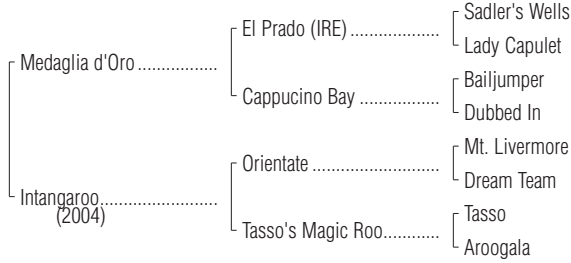 Sadler's Wells
El Prado (IRE) ....................
Lady Capulet
Medaglia d'Oro .................
Bailjumper
Cappucino Bay ..................
Dubbed In
Mt. Livermore
Orientate ............................
Dream Team
Intangaroo.........................
(2004)
Tasso
Tasso's Magic Roo............
Aroogala